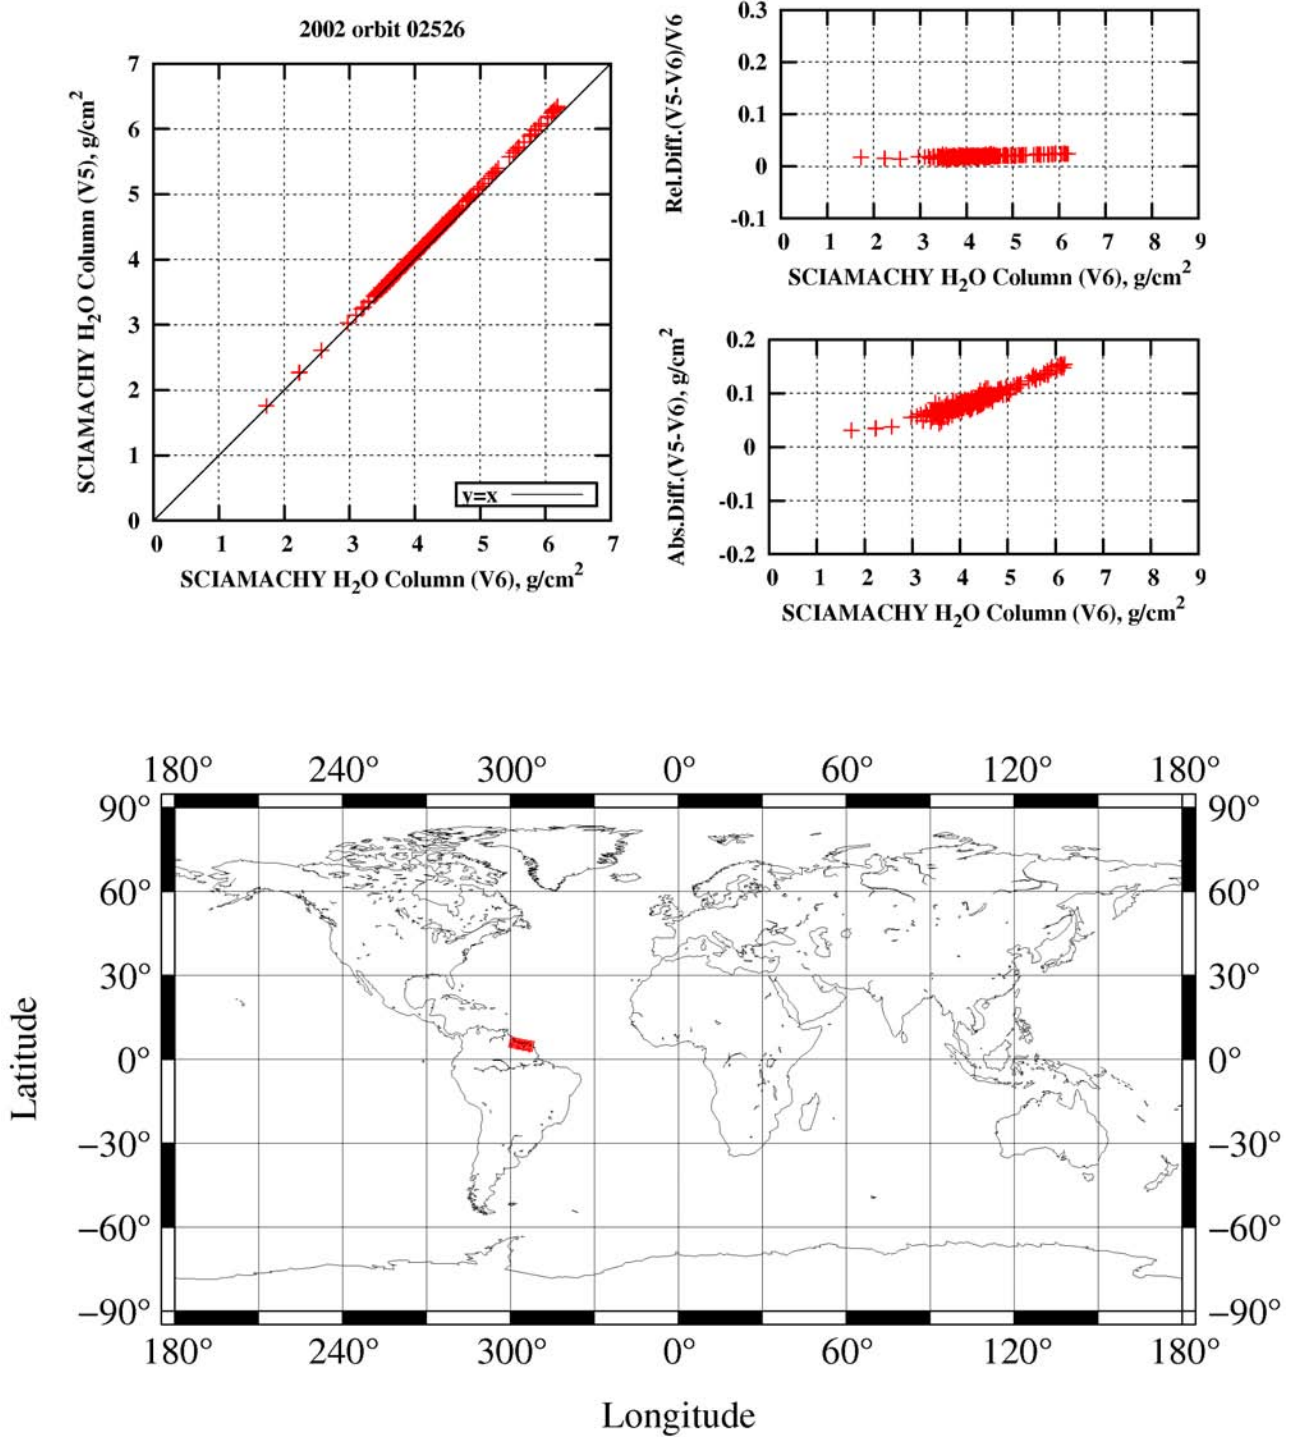 2002 orbit 02526
7
6
5
4
3
2
1
0
SCIAMACHY H2O Column (V5), g/cm2
y=x
0 1 2 3 4 5 6 7
SCIAMACHY H2O Column (V6), g/cm2
0.3
0.2
0.1
0
-0.1
Rel.Diff.(V5-V6)/V6
0 1 2 3 4 5 6 7 8 9
SCIAMACHY H2O Column (V6), g/cm2
0.2
0.1
0
-0.1
-0.2
Abs.Diff.(V5-V6), g/cm2
0 1 2 3 4 5 6 7 8 9
SCIAMACHY H2O Column (V6), g/cm2
180° 240° 300° 0° 60° 120° 180°
90° 90°
60° 60°
30° 30°
0° 0°
−30° −30°
−60° −60°
−90° −90°
Latitude
180° 240° 300° 0° 60° 120° 180°
Longitude